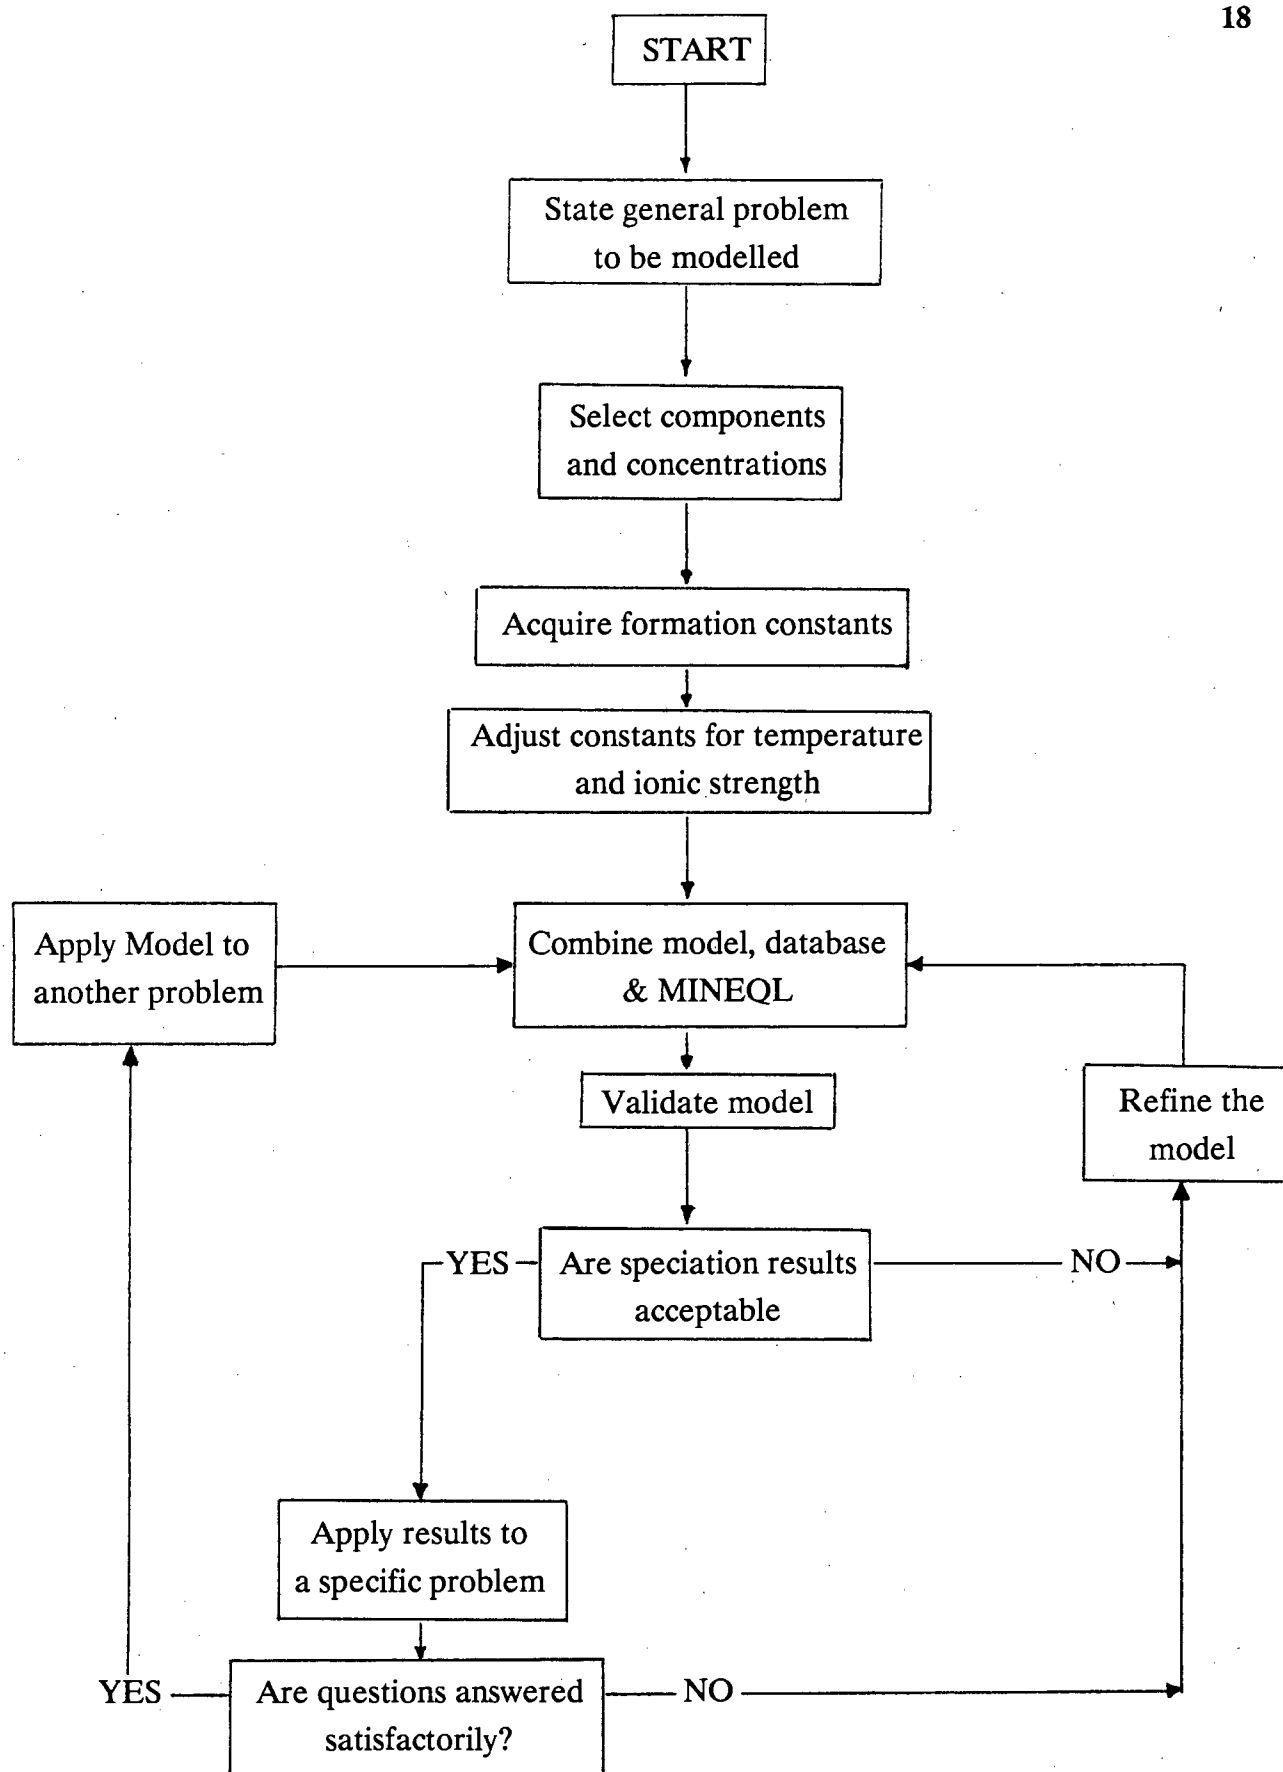 18
START
State general problem
to be modelled
Select components
and concentrations
Acquire formation constants
Adjust constants for temperature
and ionic strength
Apply Model to
another problem
Combine model, database
& MINEQL
Validate model
Refine the
model
YES
Are speciation results
acceptable
NO
Apply results to
a specific problem
YES
Are questions answered
satisfactorily?
NO